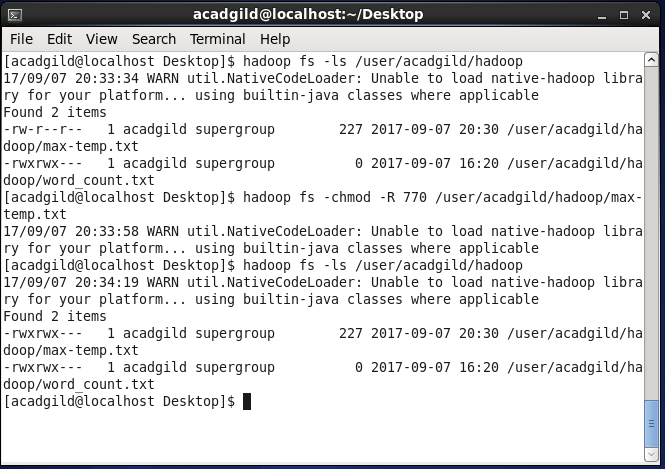 acadgild@localhost:~/Desktop
File Edit View Search Terminal Help
[acadgild@localhost Desktop]$ hadoop fs -ls /user/acadgild/hadoop
17/09/07 20:33:34 WARN util.NativeCodeLoader: Unable to load native-hadoop libra
ry for your platform... using builtin-java classes where applicable
Found 2 items
-rw-r--r--   1 acadgild supergroup        227 2017-09-07 20:30 /user/acadgild/ha
doop/max-temp.txt
-rwxrwx---   1 acadgild supergroup          0 2017-09-07 16:20 /user/acadgild/ha
doop/word_count.txt
[acadgild@localhost Desktop]$ hadoop fs -chmod -R 770 /user/acadgild/hadoop/max-
temp.txt
17/09/07 20:33:58 WARN util.NativeCodeLoader: Unable to load native-hadoop libra
ry for your platform... using builtin-java classes where applicable
[acadgild@localhost Desktop]$ hadoop fs -ls /user/acadgild/hadoop
17/09/07 20:34:19 WARN util.NativeCodeLoader: Unable to load native-hadoop libra
ry for your platform... using builtin-java classes where applicable
Found 2 items
-rwxrwx---   1 acadgild supergroup        227 2017-09-07 20:30 /user/acadgild/ha
doop/max-temp.txt
-rwxrwx---   1 acadgild supergroup          0 2017-09-07 16:20 /user/acadgild/ha
doop/word_count.txt
[acadgild@localhost Desktop]$